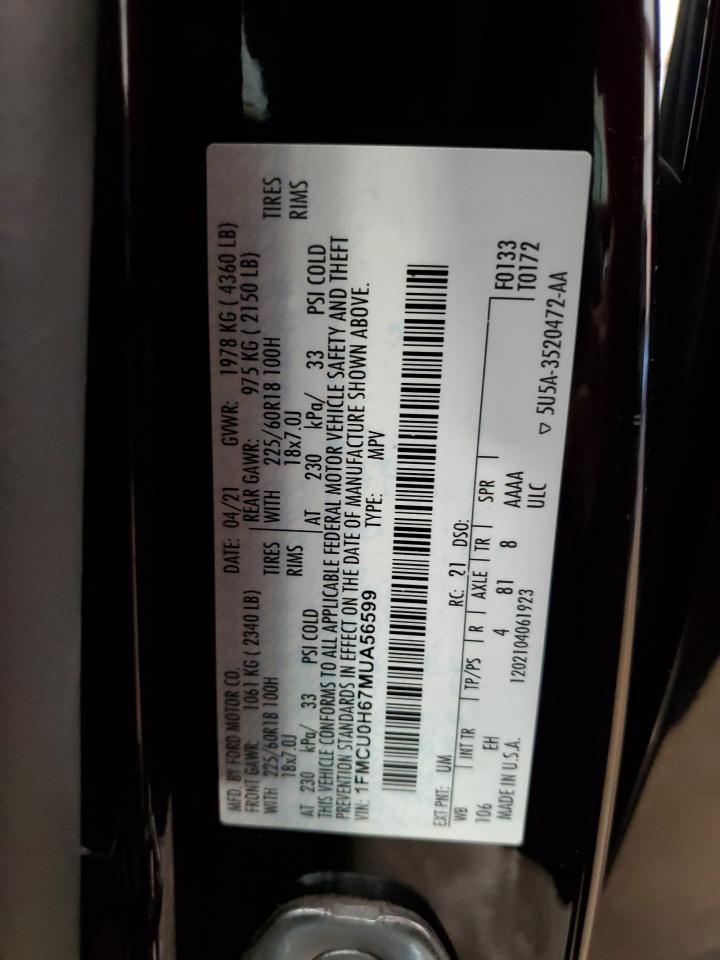 MFD. BY FORD MOTOR CO. DATE: 04/21 GVWR: 1978 KG ( 4360 LB)
FRONT GAWR: 1061 KG ( 2340 LB) REAR GAWR: 975 KG ( 2150 LB)
WITH 225/60R18 100H TIRES WITH 225/60R18 100H TIRES
18x7.0J RIMS 18x7.0J RIMS
AT 230 kPa/ 33 PSI COLD AT 230 kPa/ 33 PSI COLD
THIS VEHICLE CONFORMS TO ALL APPLICABLE FEDERAL MOTOR VEHICLE SAFETY AND THEFT
PREVENTION STANDARDS IN EFFECT ON THE DATE OF MANUFACTURE SHOWN ABOVE.
VIN: 1FMCU0H67MUA56599 TYPE: MPV
EXT PNT: UM RC: 21 DSO:
WB INT TR TP/PS R AXLE TR SPR
106 EH 4 81 8 AAAA F0133
MADE IN U.S.A. 1202104061923 ULC T0172
▽ 5U5A-3520472-AA